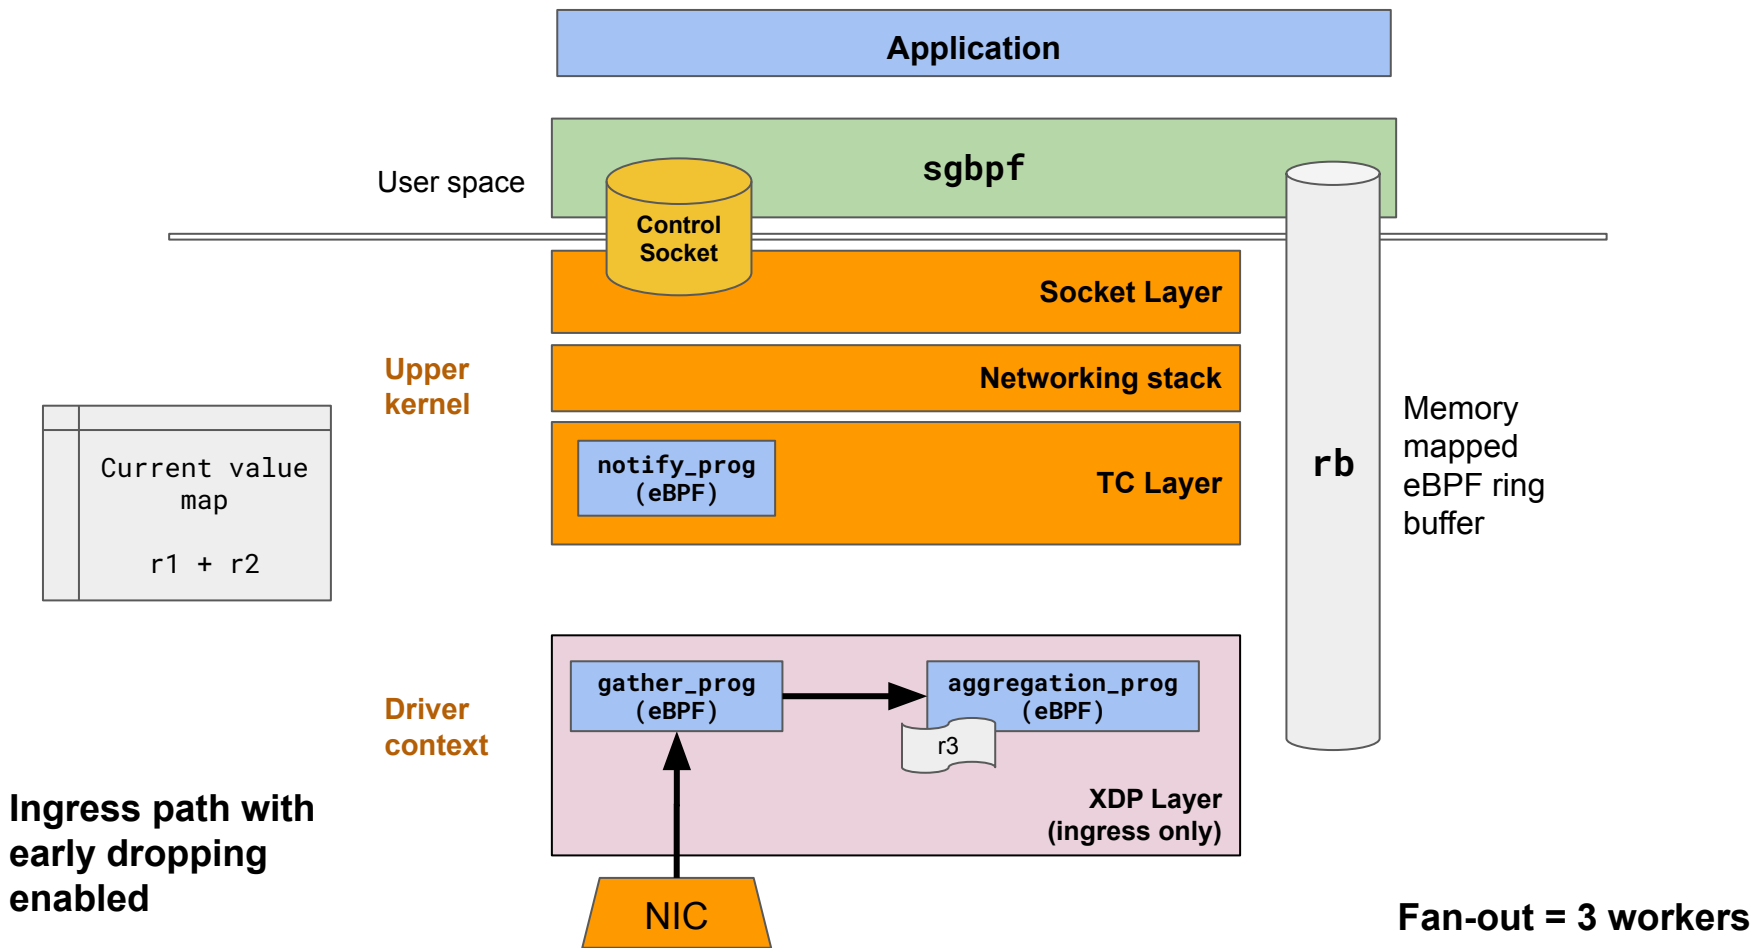 Application
sgbpf
User space
Control
Socket
Socket Layer
Upper
kernel
Networking stack
Current value
map
r1 + r2
notify_prog
(eBPF)
TC Layer
rb
Memory
mapped
eBPF ring
buffer
Driver
context
gather_prog
(eBPF)
aggregation_prog
(eBPF)
r3
XDP Layer
(ingress only)
Ingress path with
early dropping
enabled
NIC
Fan-out = 3 workers